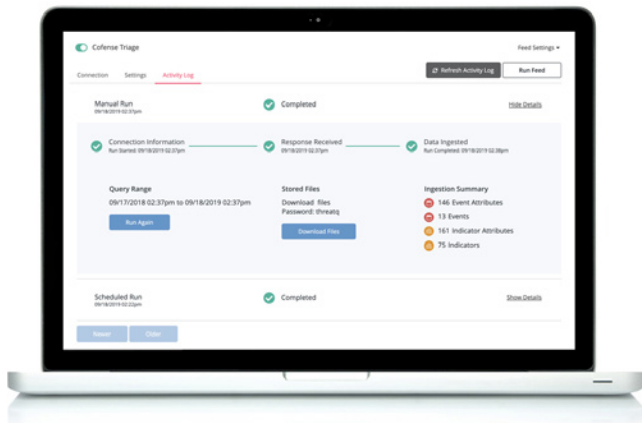 Cofense Triage
Feed Settings
Connection Settings Activity Log
Refresh Activity Log
Run Feed
Manual Run
09/18/2019 02:37pm
Completed
Hide Details
Connection Information
Run Started: 09/18/2019 02:37pm
Response Received
09/18/2019 02:37pm
Data Ingested
Run Completed: 09/18/2019 02:38pm
Query Range
09/17/2018 02:37pm to 09/18/2019 02:37pm
Run Again
Stored Files
Download: files
Password: threatq
Download Files
Ingestion Summary
146 Event Attributes
13 Events
161 Indicator Attributes
75 Indicators
Scheduled Run
09/18/2019 02:22pm
Completed
Show Details
Newer
Older